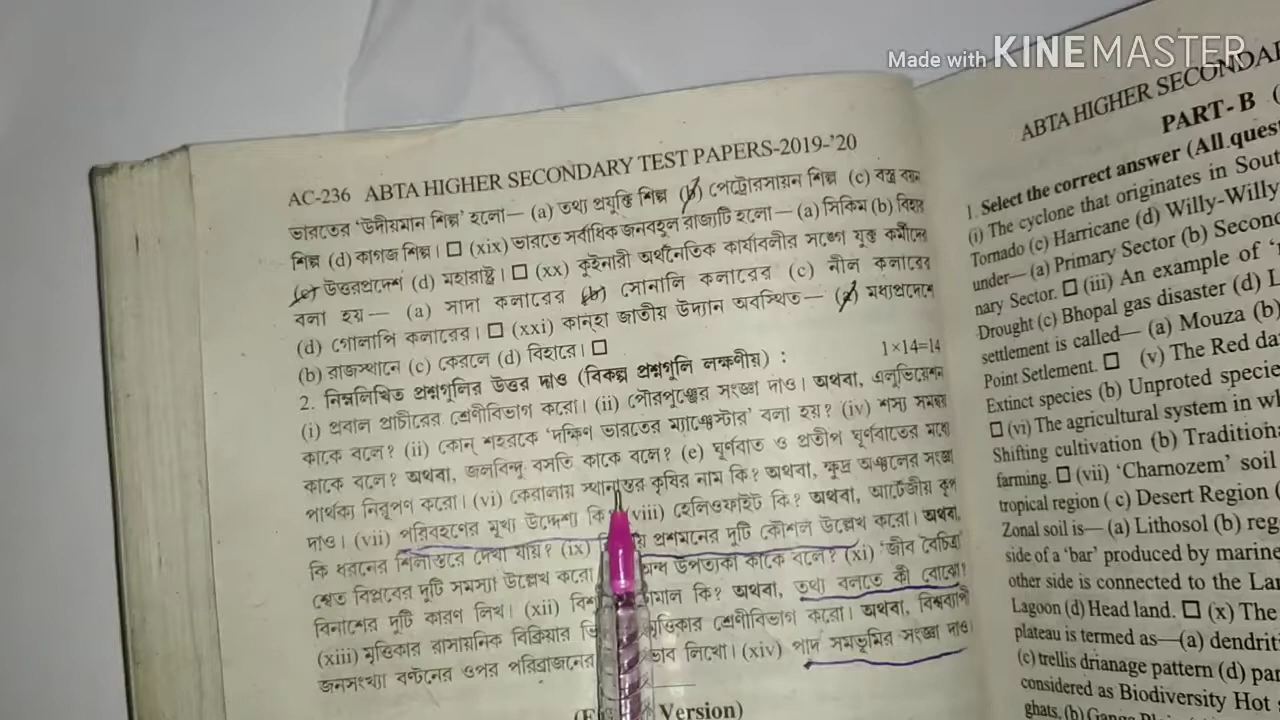 Made with KINEMASTER
AC-236 ABTA HIGHER SECONDARY TEST PAPERS-2019-'20
ভারতের 'উদীয়মান শিল্প' হলো— (a) তথ্য প্রযুক্তি শিল্প (b) পেট্রোরসায়ন শিল্প (c) বস্ত্র বয়ন
শিল্প (d) কাগজ শিল্প। □ (xix) ভারতে সর্বাধিক জনবহুল রাজ্যটি হলো— (a) সিকিম (b) বিহার
(c) উত্তরপ্রদেশ (d) মহারাষ্ট্র। □ (xx) কুইনারী অর্থনৈতিক কার্যাবলীর সঙ্গে যুক্ত কর্মীদের
বলা হয়— (a) সাদা কলারের (b) সোনালি কলারের (c) নীল কলারের
(d) গোলাপি কলারের। □ (xxi) কান্‌হা জাতীয় উদ্যান অবস্থিত— (a) মধ্যপ্রদেশে
(b) রাজস্থানে (c) কেরলে (d) বিহারে। □
2. নিম্নলিখিত প্রশ্নগুলির উত্তর দাও (বিকল্প প্রশ্নগুলি লক্ষণীয়) : 1×14=14
(i) প্রবাল প্রাচীরের শ্রেণীবিভাগ করো। (ii) পৌরপুঞ্জের সংজ্ঞা দাও। অথবা, এলুভিয়েশন
কাকে বলে? (ii) কোন্ শহরকে 'দক্ষিণ ভারতের ম্যাঞ্চেস্টার' বলা হয়? (iv) শস্য সমন্বয়
কাকে বলে? অথবা, জলবিন্দু বসতি কাকে বলে? (e) ঘূর্ণবাত ও প্রতীপ ঘূর্ণবাতের মধ্যে
পার্থক্য নিরূপণ করো। (vi) কেরালায় স্থানান্তর কৃষির নাম কি? অথবা, ক্ষুদ্র অঞ্চলের সংজ্ঞা
দাও। (vii) পরিবহণের মূখ্য উদ্দেশ্য কি (viii) হেলিওফাইট কি? অথবা, আর্টেজীয় কূপ
কি ধরনের শিলাস্তরে দেখা যায়? (ix) প্রশমনের দুটি কৌশল উল্লেখ করো। অথবা,
শ্বেত বিপ্লবের দুটি সমস্যা উল্লেখ করো উপত্যকা কাকে বলে? (xi) 'জীব বৈচিত্র্য'
বিনাশের দুটি কারণ লিখ। (xii) কি? অথবা, তথ্য বলতে কী বোঝো?
(xiii) মৃত্তিকার রাসায়নিক বিক্রিয়ার মৃত্তিকার শ্রেণীবিভাগ করো। অথবা, বিশ্বব্যাপী
জনসংখ্যা বণ্টনের ওপর পরিব্রাজনের লিখো। (xiv) পাদ সমভূমির সংজ্ঞা দাও।
Version)
ABTA HIGHER SECONDAR
PART-B
1. Select the correct answer (All quest
(i) The cyclone that originates in Sout
Tornado (c) Harricane (d) Willy-Willy
under— (a) Primary Sector (b) Second
nary Sector. □ (iii) An example of
Drought (c) Bhopal gas disaster (d) L
settlement is called— (a) Mouza (b)
Point Setlement. □ (v) The Red da
Extinct species (b) Unproted specie
□ (vi) The agricultural system in wh
Shifting cultivation (b) Tradition
farming. □ (vii) 'Charnozem' soil
tropical region ( c) Desert Region (
Zonal soil is— (a) Lithosol (b) reg
side of a 'bar' produced by marine
other side is connected to the La
Lagoon (d) Head land. □ (x) The
plateau is termed as—(a) dendrit
(c) trellis drianage pattern (d) par
considered as Biodiversity Hot
ghats. (b)